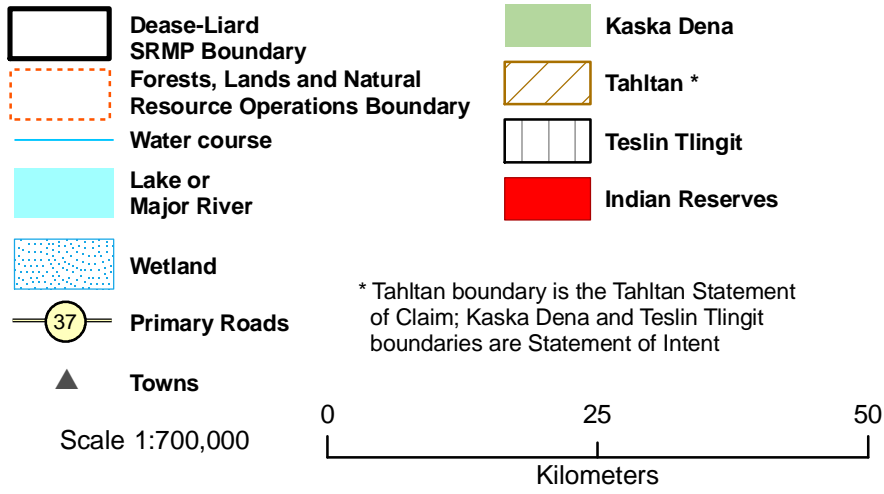 Dease-Liard
SRMP Boundary
Forests, Lands and Natural
Resource Operations Boundary
Water course
Lake or
Major River
Wetland
37
Primary Roads
Towns
Scale 1:700,000
Kaska Dena
Tahltan *
Teslin Tlingit
Indian Reserves
* Tahltan boundary is the Tahltan Statement
of Claim; Kaska Dena and Teslin Tlingit
boundaries are Statement of Intent
0 25 50
Kilometers